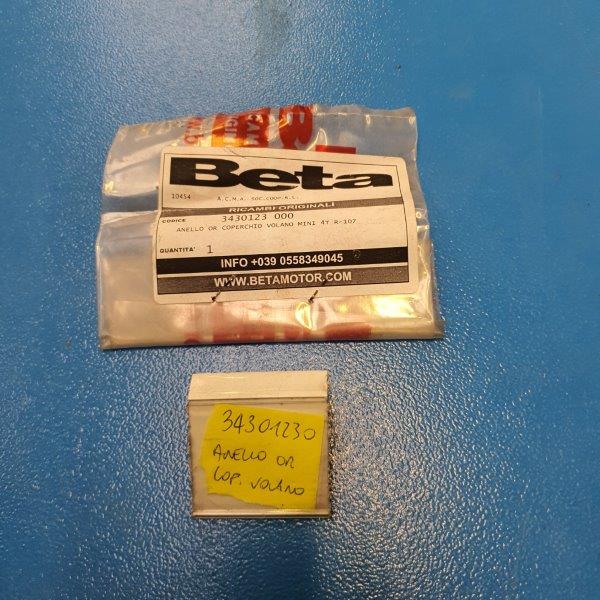 Beta
10454 A.C.M.A. SOC.COOP.R.L.
RICAMBI ORIGINALI
CODICE 3430123 000
ANELLO OR COPERCHIO VOLANO MINI 4T R-107
QUANTITA' 1
INFO +039 0558349045
WWW.BETAMOTOR.COM
34301230
ANELLO OR
COP. VOLANO